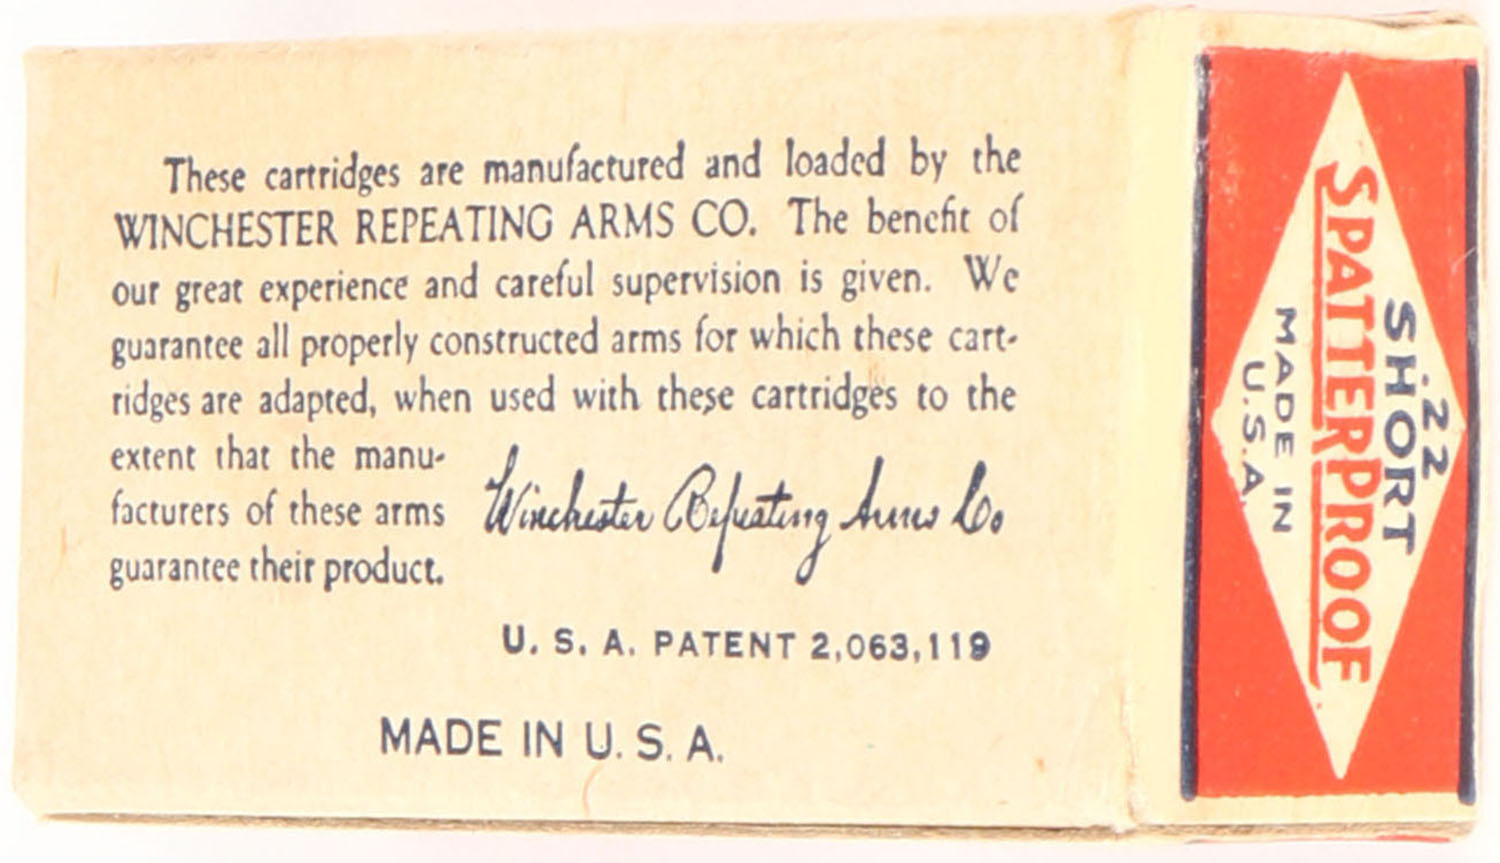 These cartridges are manufactured and loaded by the
WINCHESTER REPEATING ARMS CO. The benefit of
our great experience and careful supervision is given. We
guarantee all properly constructed arms for which these cart-
ridges are adapted, when used with these cartridges to the
extent that the manu-
facturers of these arms
guarantee their product.
Winchester Repeating Arms Co.
U. S. A. PATENT 2,063,119
MADE IN U. S. A.
.22
SHORT
SPATTERPROOF
MADE IN
U.S.A.